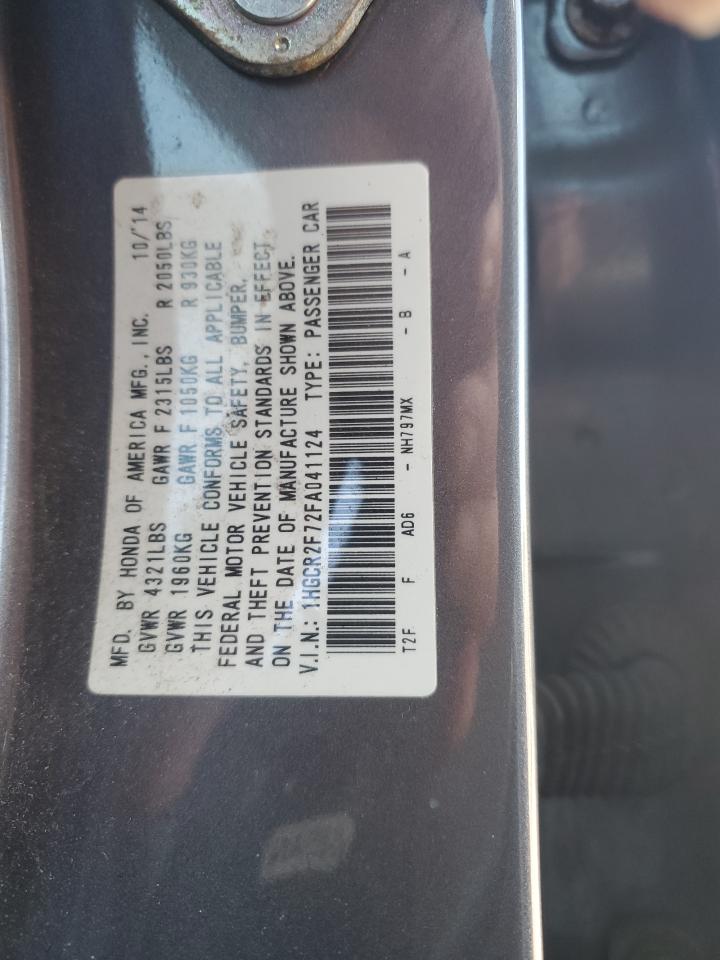 MFD. BY HONDA OF AMERICA MFG., INC. 10/'14
GVWR 4321LBS GAWR F 2315LBS R 2050LBS
GVWR 1960KG GAWR F 1050KG R 930KG
THIS VEHICLE CONFORMS TO ALL APPLICABLE
FEDERAL MOTOR VEHICLE SAFETY, BUMPER,
AND THEFT PREVENTION STANDARDS IN EFFECT
ON THE DATE OF MANUFACTURE SHOWN ABOVE.
V.I.N.: 1HGCR2F72FA041124 TYPE: PASSENGER CAR
T2F F AD6 - NH797MX - B - A